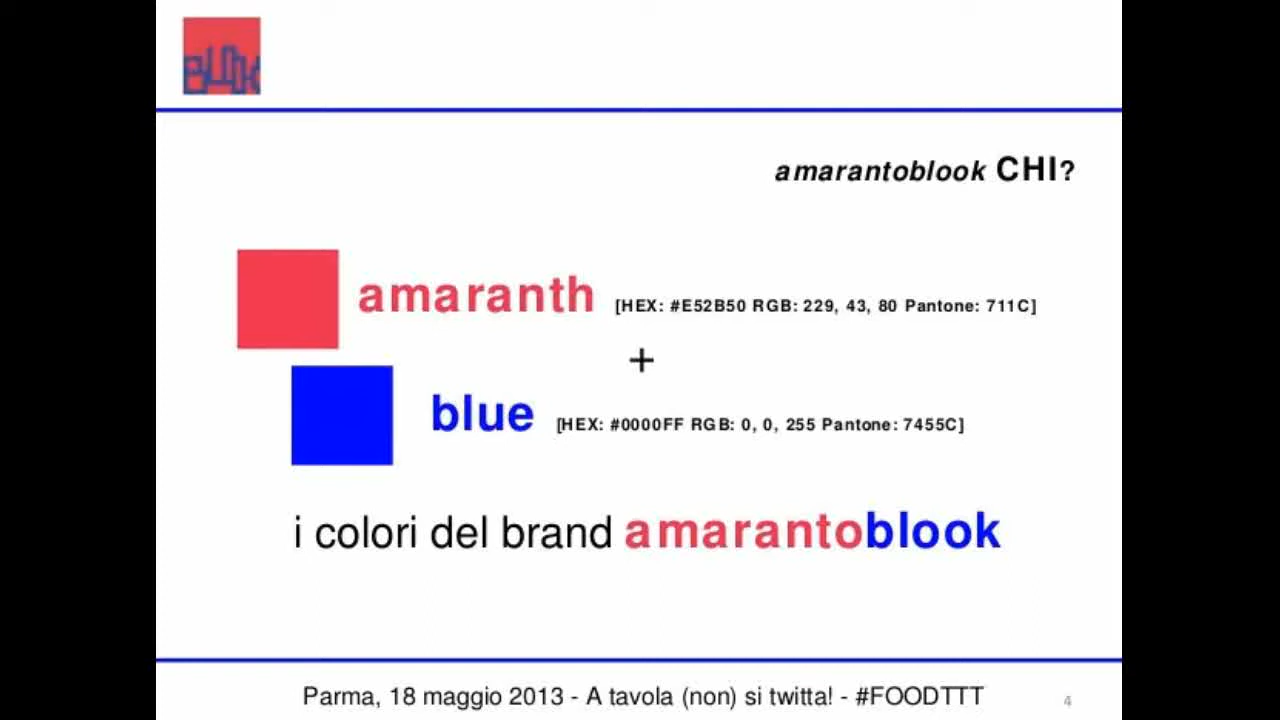 BLOOK
amarantoblook CHI?
amaranth [HEX: #E52B50 RGB: 229, 43, 80 Pantone: 711C]
+
blue [HEX: #0000FF RGB: 0, 0, 255 Pantone: 7455C]
i colori del brand amarantoblook
Parma, 18 maggio 2013 - A tavola (non) si twitta! - #FOODTTT
4